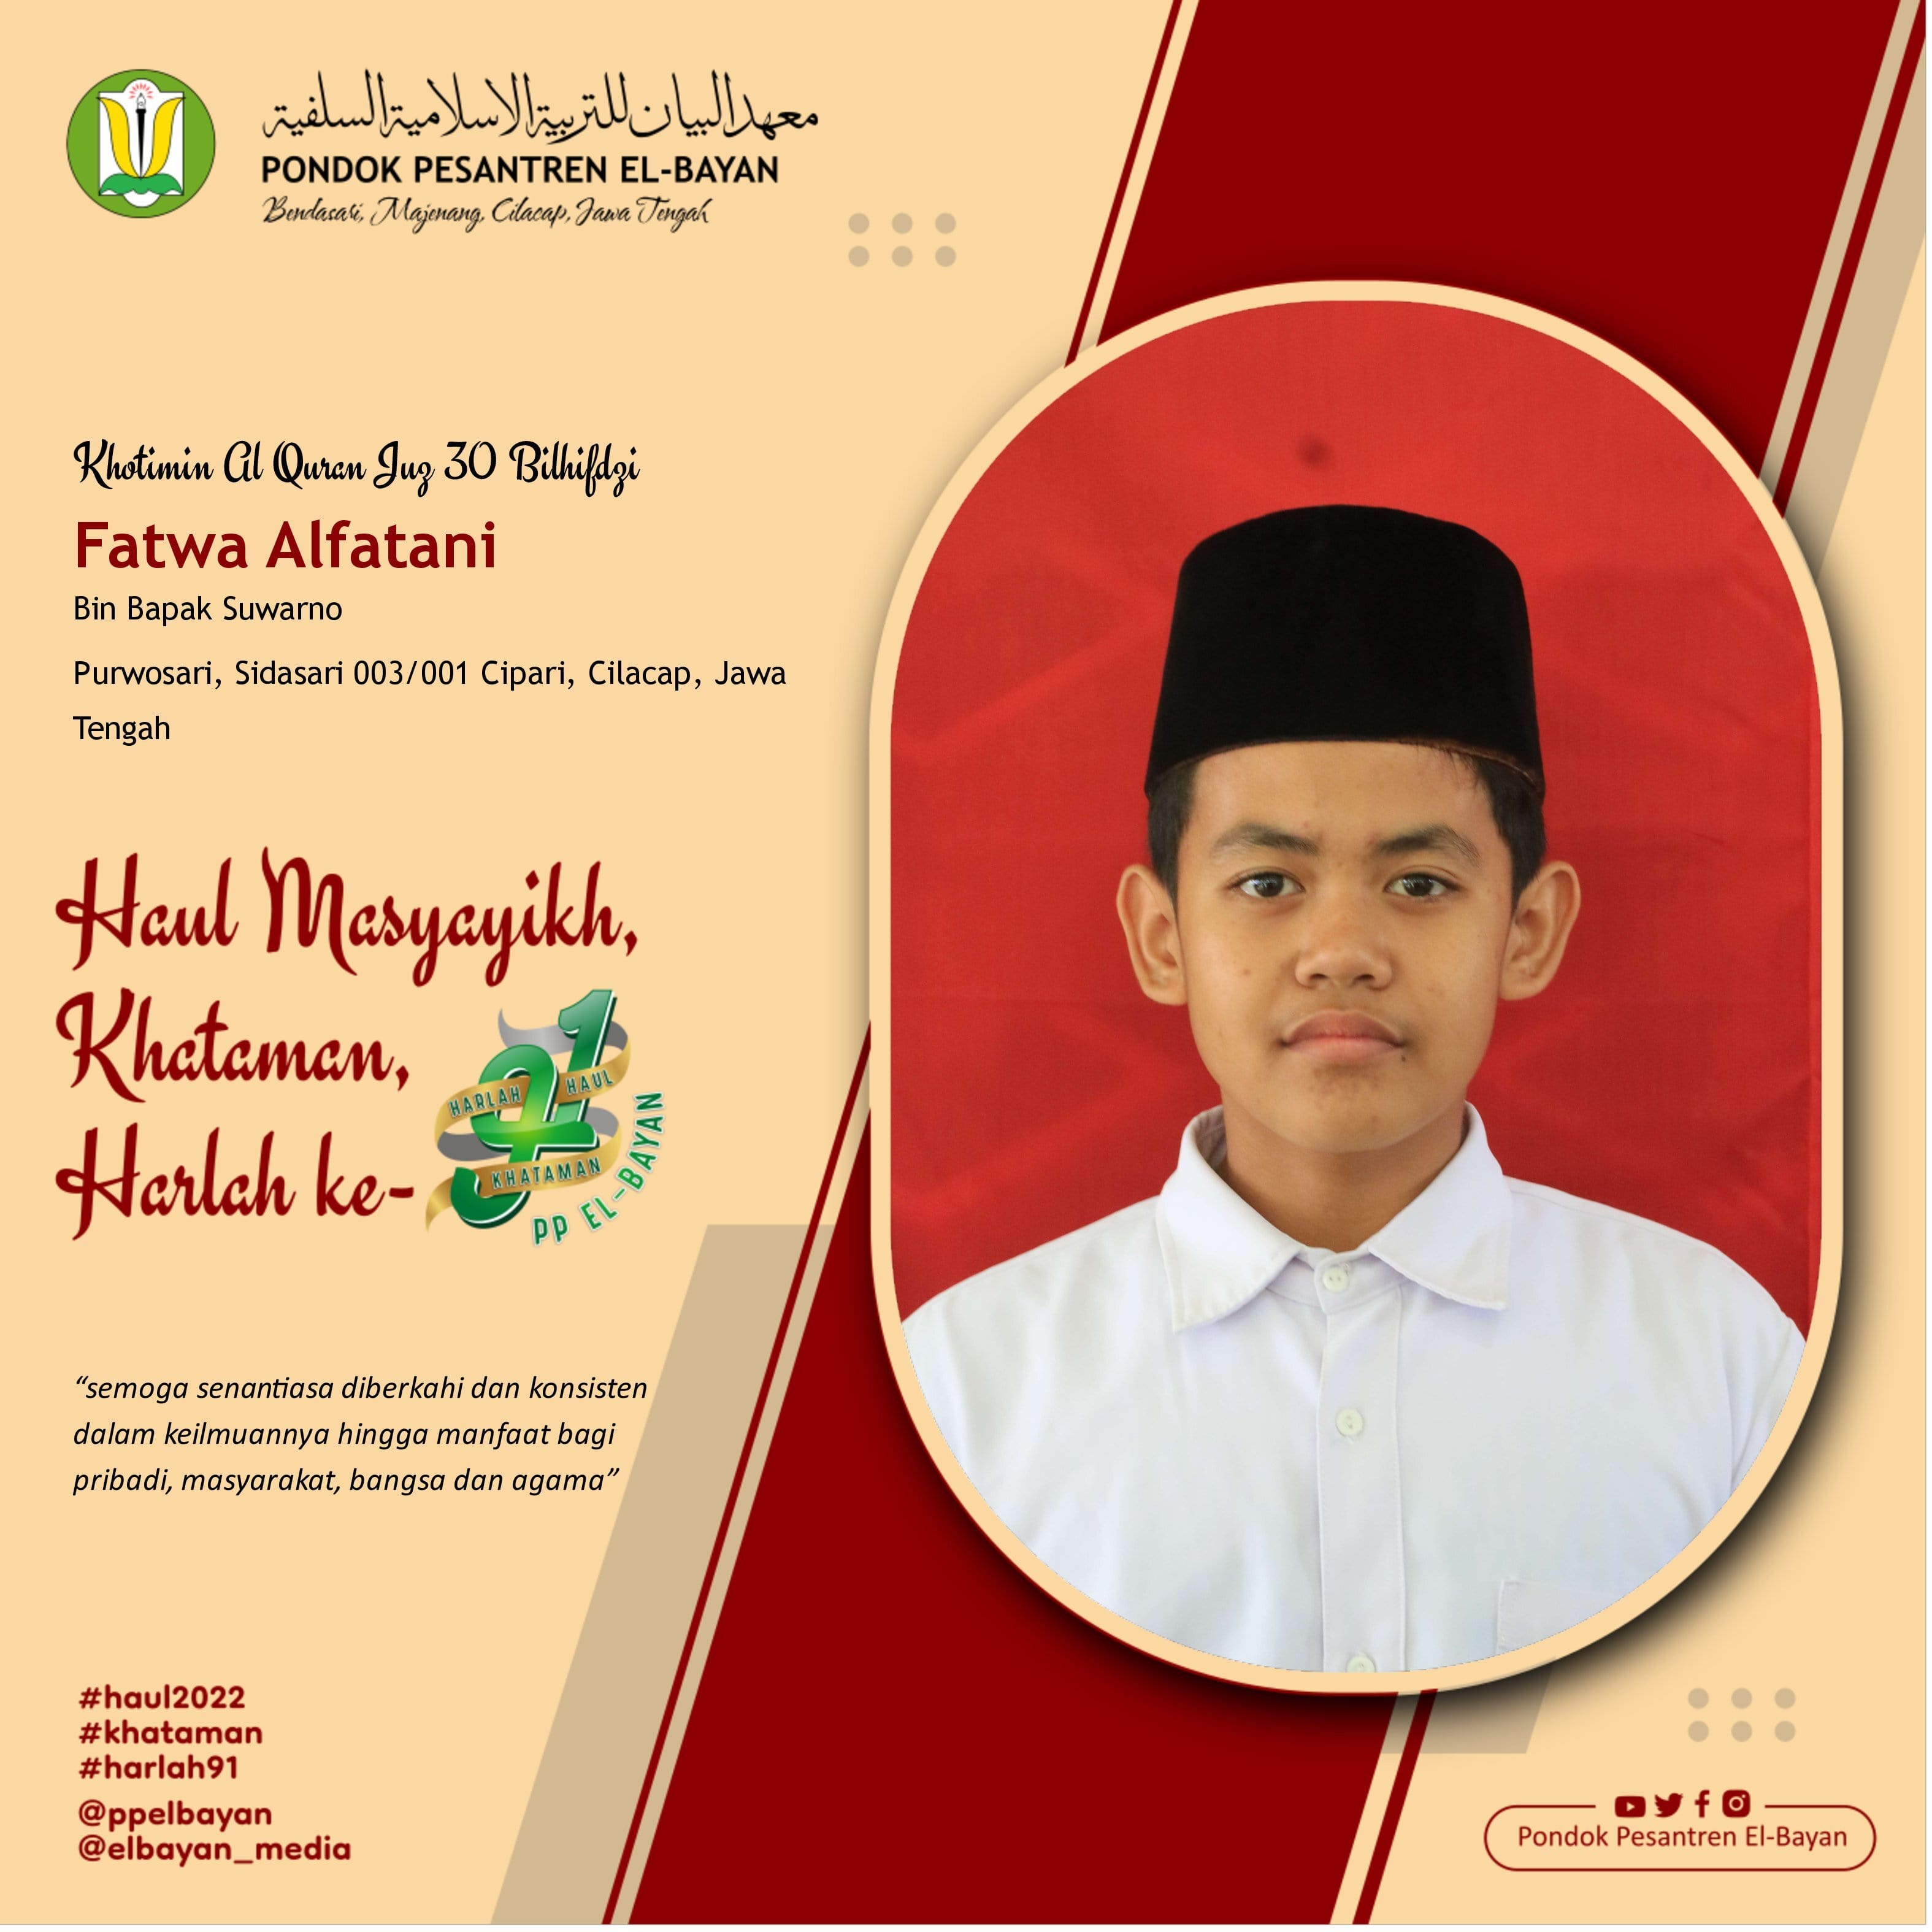 معهد البيان للتربية الاسلامية السلفية
PONDOK PESANTREN EL-BAYAN
Bendasari, Majenang, Cilacap, Jawa Tengah
Khotimin Al Quran Juz 30 Bilhifdzi
Fatwa Alfatani
Bin Bapak Suwarno
Purwosari, Sidasari 003/001 Cipari, Cilacap, Jawa
Tengah
Haul Masyayikh,
Khataman,
Harlah ke-
91
HARLAH HAUL
KHATAMAN
PP EL-BAYAN
“semoga senantiasa diberkahi dan konsisten
dalam keilmuannya hingga manfaat bagi
pribadi, masyarakat, bangsa dan agama”
#haul2022
#khataman
#harlah91
@ppelbayan
@elbayan_media
Pondok Pesantren El-Bayan